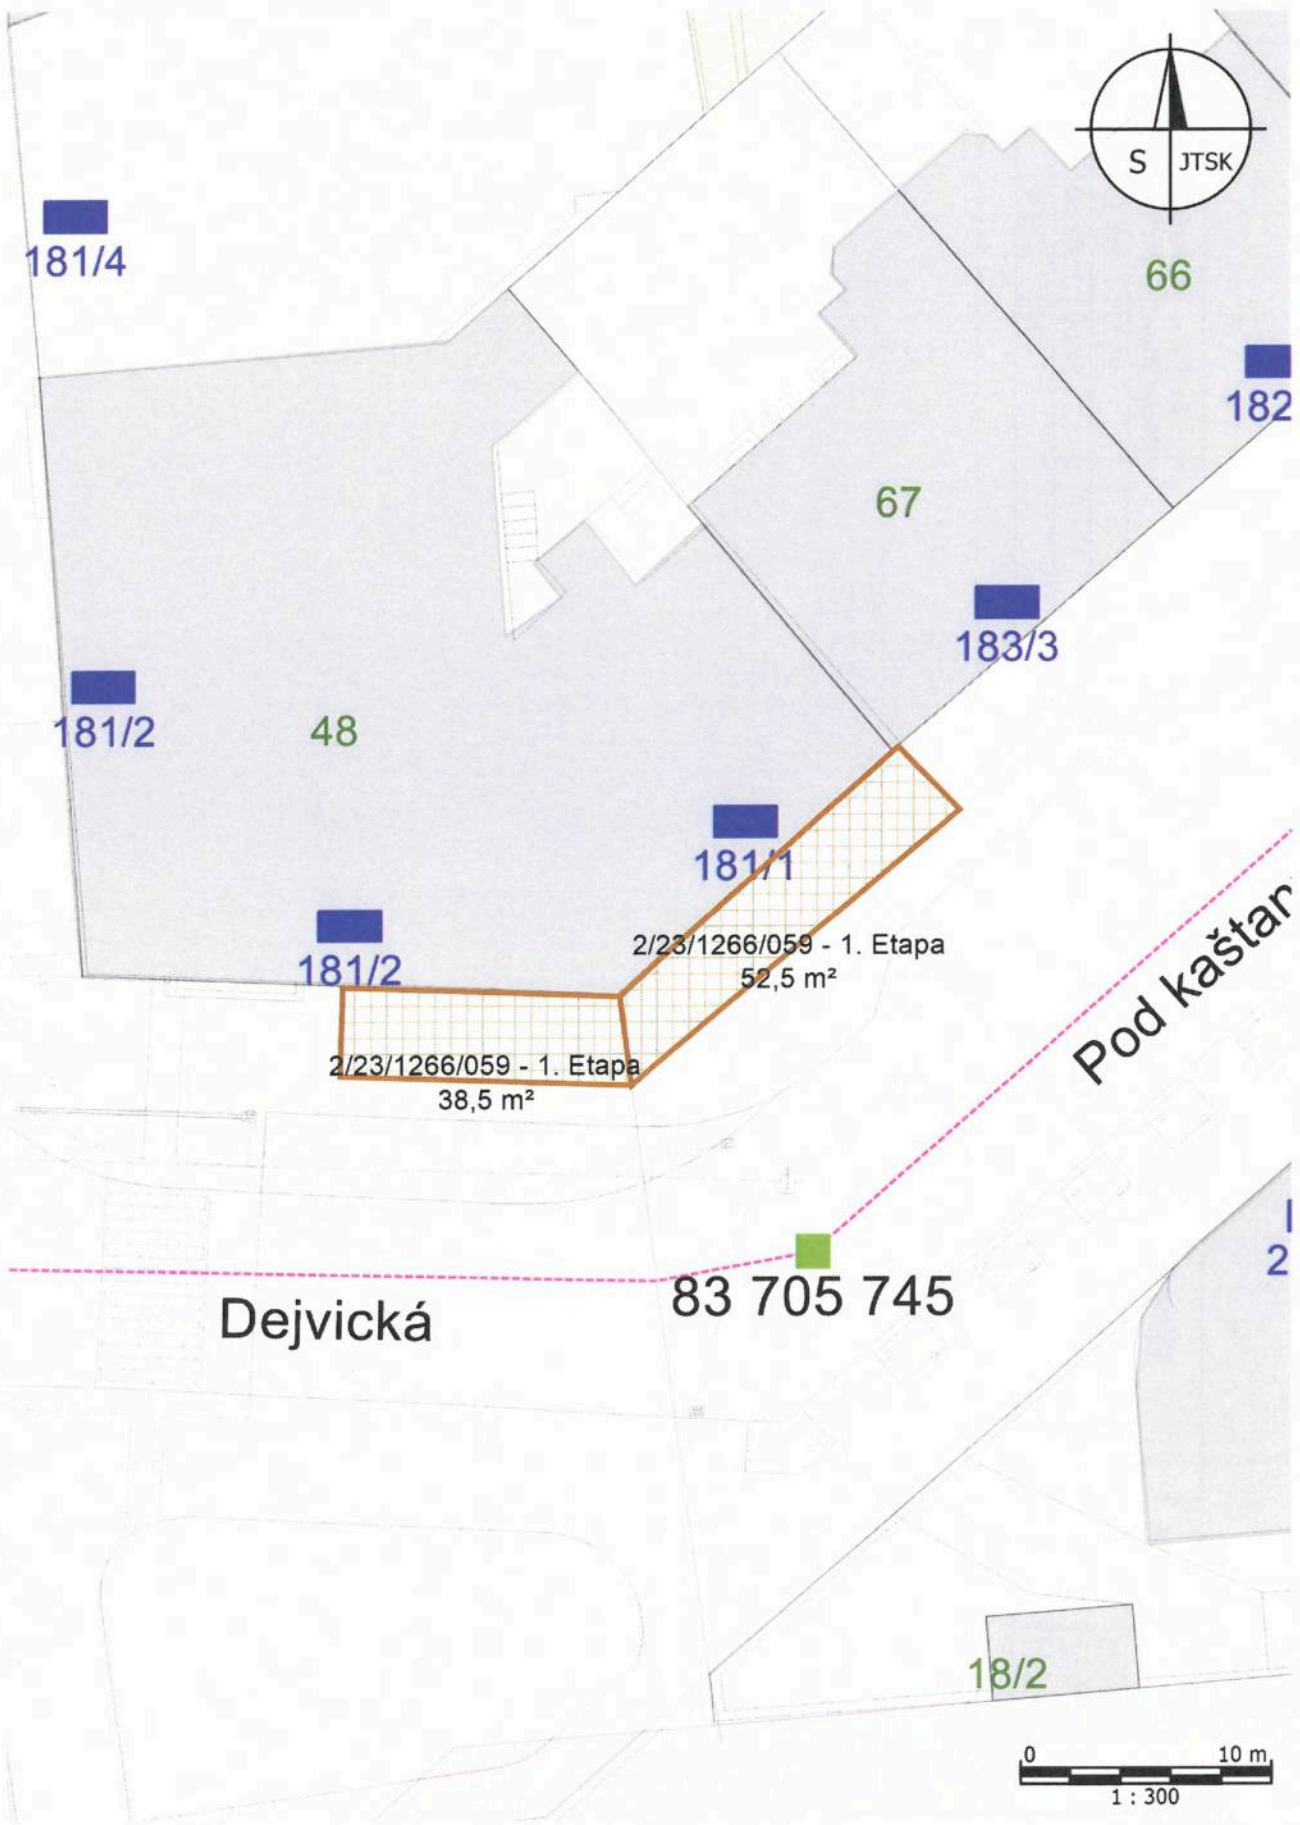 S JTSK
181/4
66
182
67
183/3
181/2
48
181/1
2/23/1266/059 - 1. Etapa
52,5 m²
181/2
2/23/1266/059 - 1. Etapa
38,5 m²
Pod kaštan
83 705 745
Dejvická
2
18/2
0 10 m
1 : 300